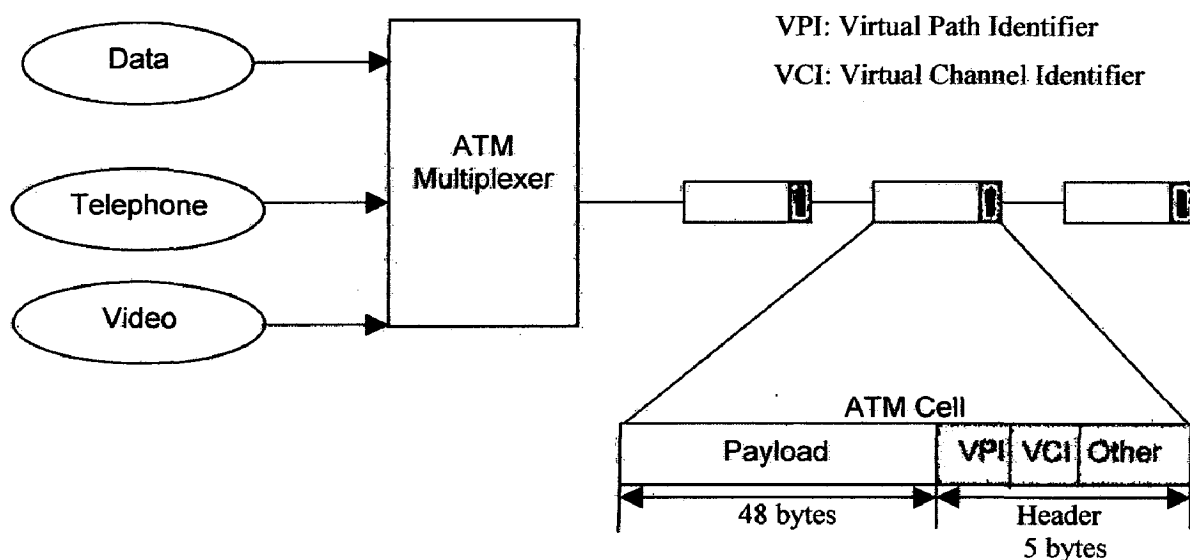 VPI: Virtual Path Identifier
VCI: Virtual Channel Identifier
Data
Telephone
Video
ATM
Multiplexer
ATM Cell
Payload
VPI
VCI
Other
48 bytes
Header
5 bytes